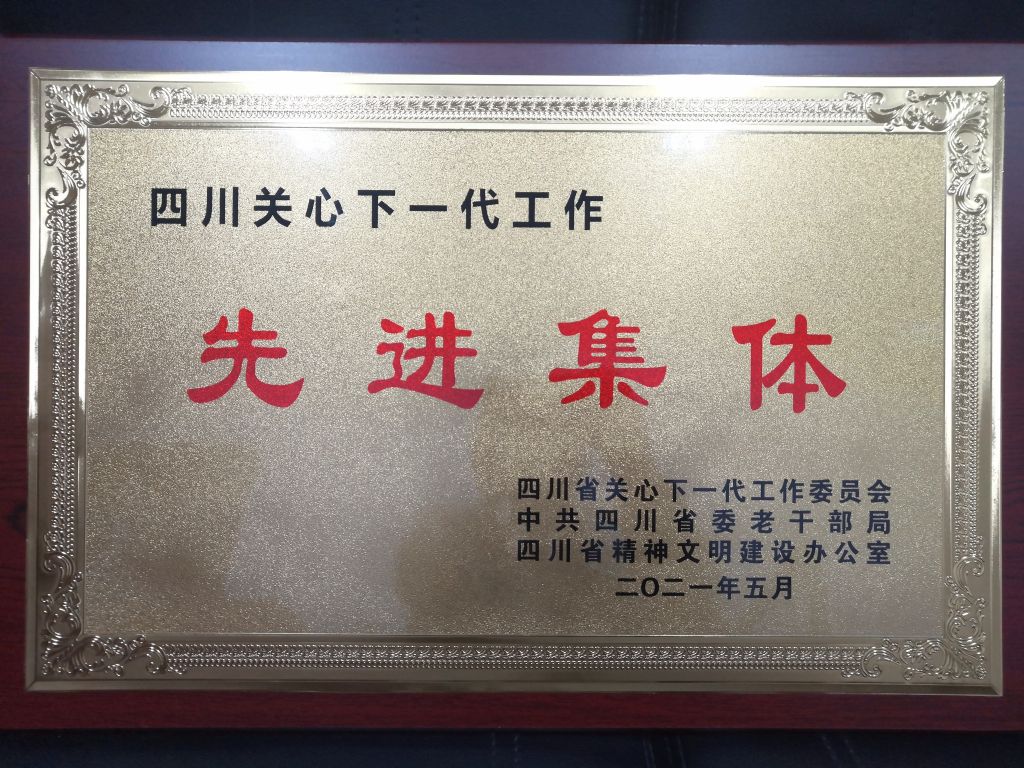 四川关心下一代工作
先进集体
四川省关心下一代工作委员会
中共四川省委老干部局
四川省精神文明建设办公室
二〇二一年五月